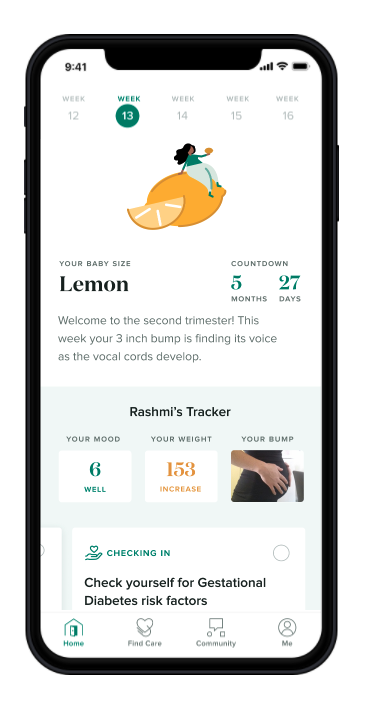 9:41
WEEK WEEK WEEK WEEK WEEK
12 13 14 15 16
YOUR BABY SIZE COUNTDOWN
Lemon 5 27
MONTHS DAYS
Welcome to the second trimester! This
week your 3 inch bump is finding its voice
as the vocal cords develop.
Rashmi's Tracker
YOUR MOOD YOUR WEIGHT YOUR BUMP
6 153
WELL INCREASE
CHECKING IN
Check yourself for Gestational
Diabetes risk factors
Home Find Care Community Me